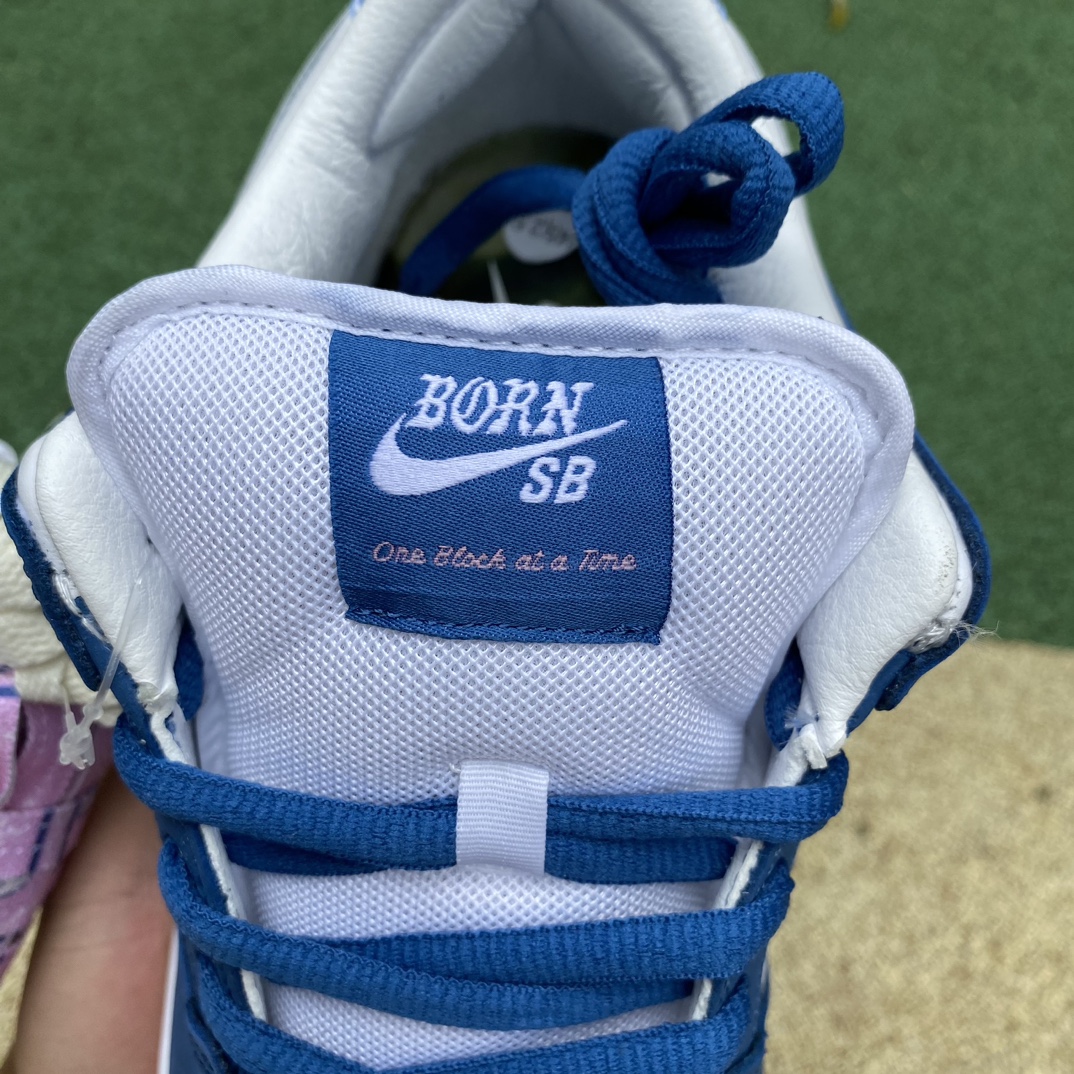 BORN
SB
One Block at a Time